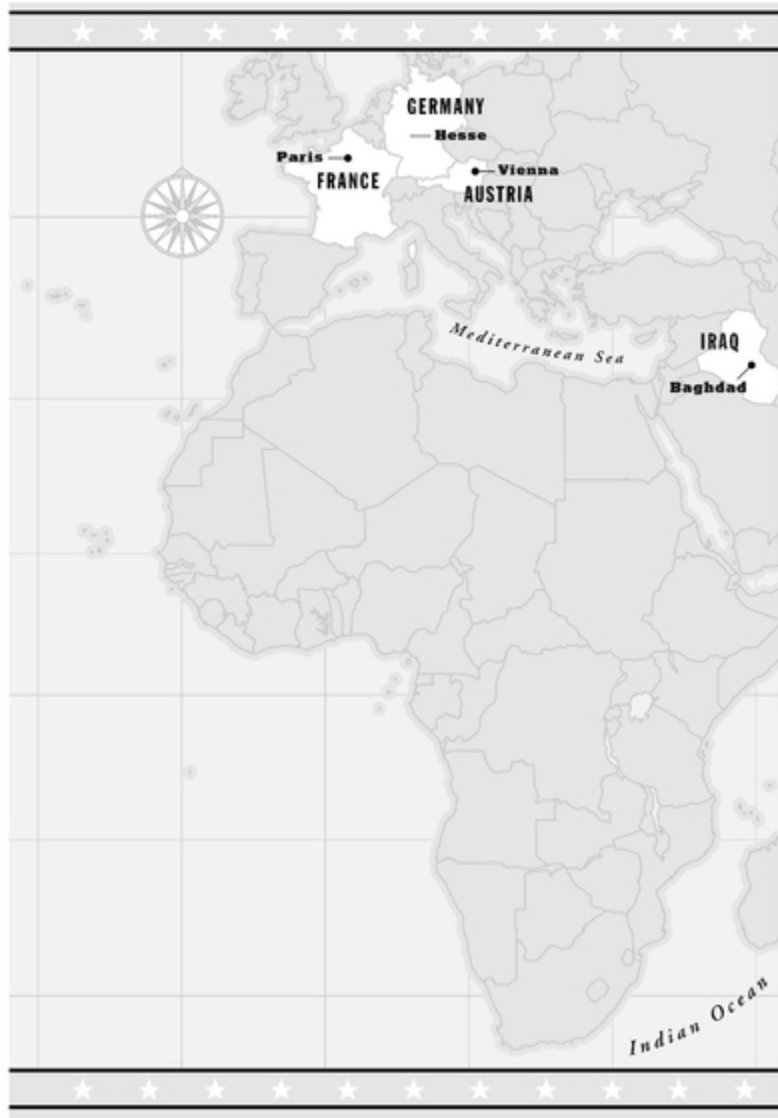 GERMANY
Hesse
Paris
FRANCE
Vienna
AUSTRIA
Mediterranean Sea
IRAQ
Baghdad
Indian Ocean